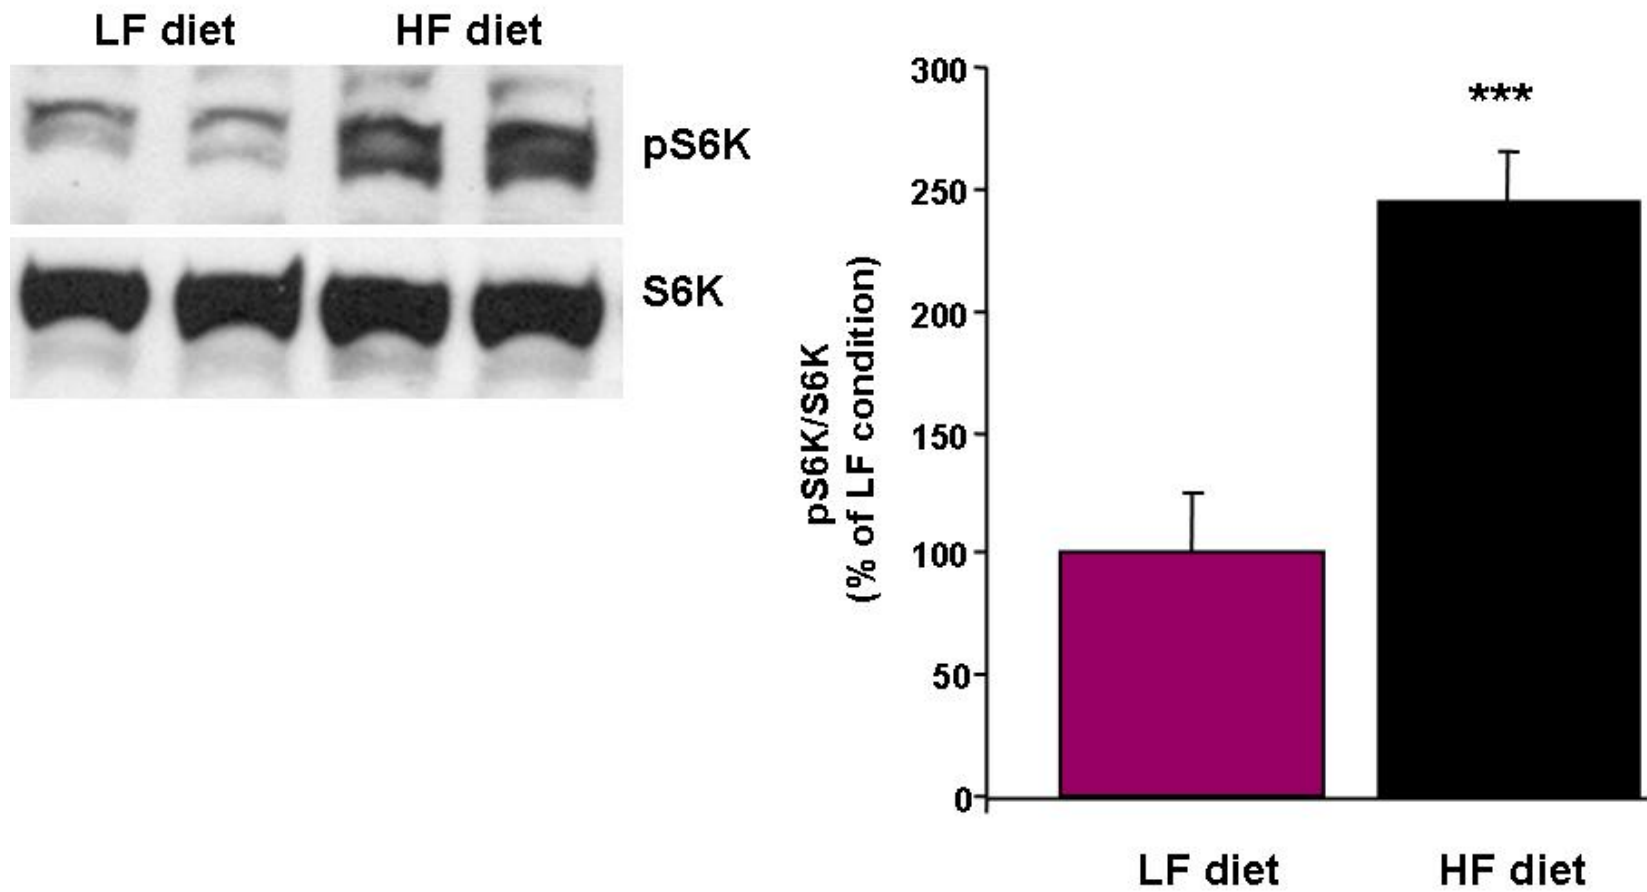 LF diet HF diet
pS6K
S6K
pS6K/S6K
(% of LF condition)
300
250
200
150
100
50
0
***
LF diet HF diet